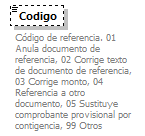 Codigo
Código de referencia, 01
Anula documento de
referencia, 02 Corrige texto
de documento de referencia,
03 Corrige monto, 04
Referencia a otro
documento, 05 Sustituye
comprobante provisional por
contigencia, 99 Otros